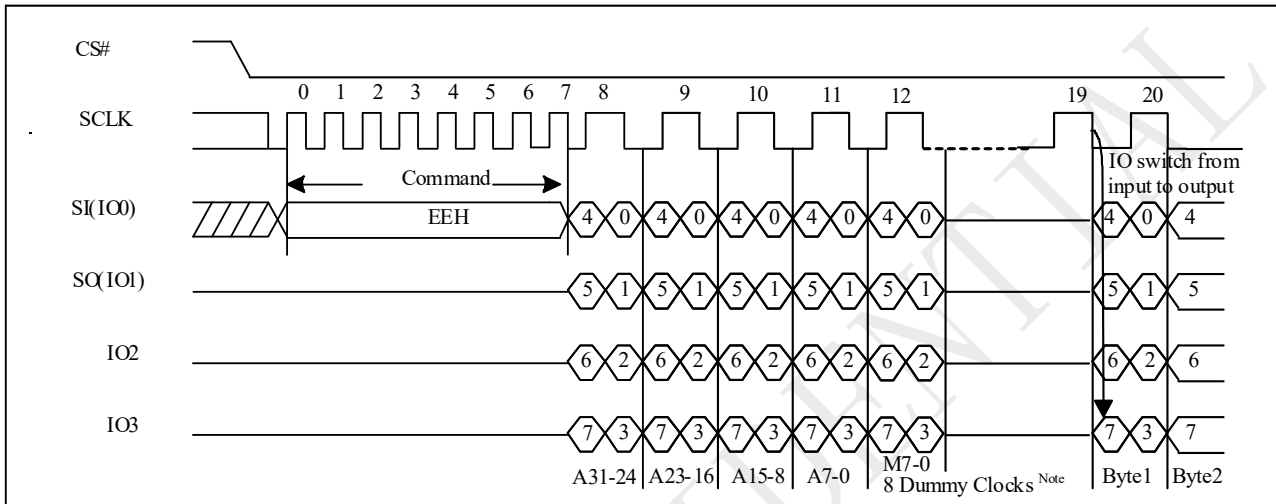 CS#
0 1 2 3 4 5 6 7 8 9 10 11 12 19 20
SCLK
IO switch from
input to output
Command
SI(IO0) EEH 4 0 4 0 4 0 4 0 4 0 4 0 4
SO(IO1) 5 1 5 1 5 1 5 1 5 1 5 1 5
IO2 6 2 6 2 6 2 6 2 6 2 6 2 6
IO3 7 3 7 3 7 3 7 3 7 3 7 3 7
A31-24 A23-16 A15-8 A7-0 M7-0 Byte1 Byte2
8 Dummy Clocks Note
DENTIAL